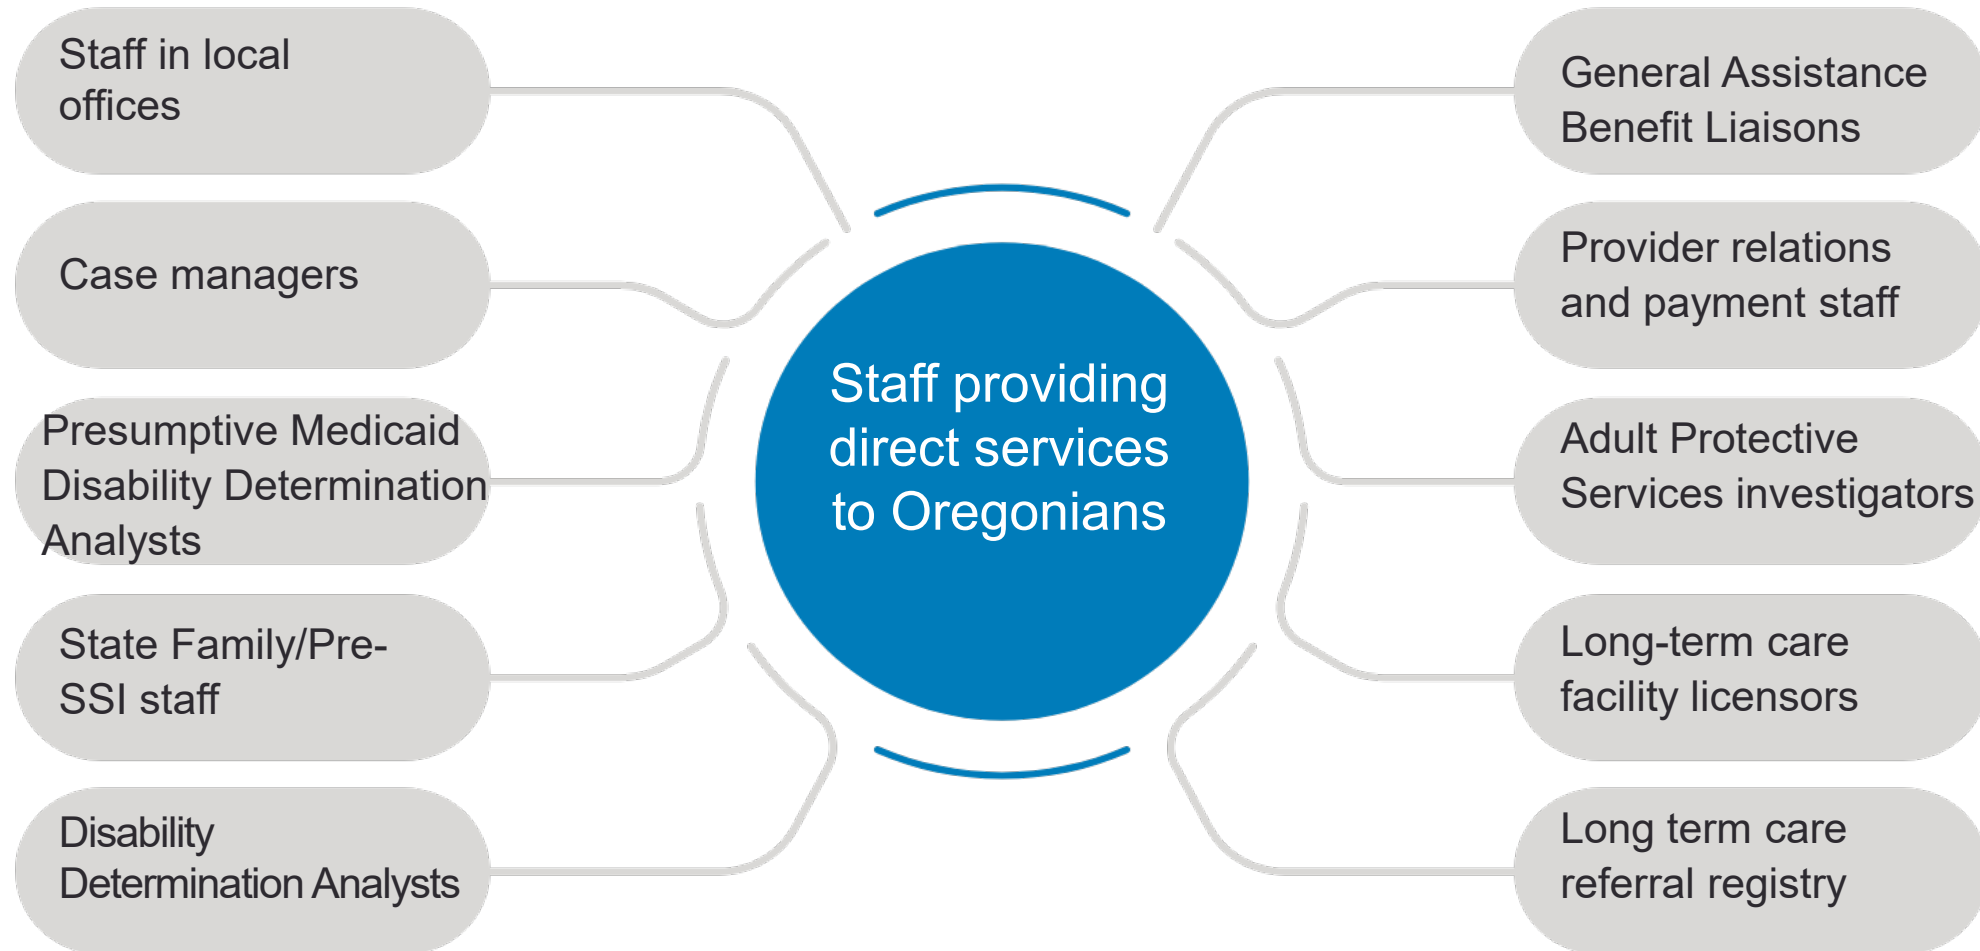 Staff in local
offices
Case managers
Presumptive Medicaid
Disability Determination
Analysts
State Family/Pre-
SSI staff
Disability
Determination Analysts
Staff providing
direct services
to Oregonians
General Assistance
Benefit Liaisons
Provider relations
and payment staff
Adult Protective
Services investigators
Long-term care
facility licensors
Long term care
referral registry